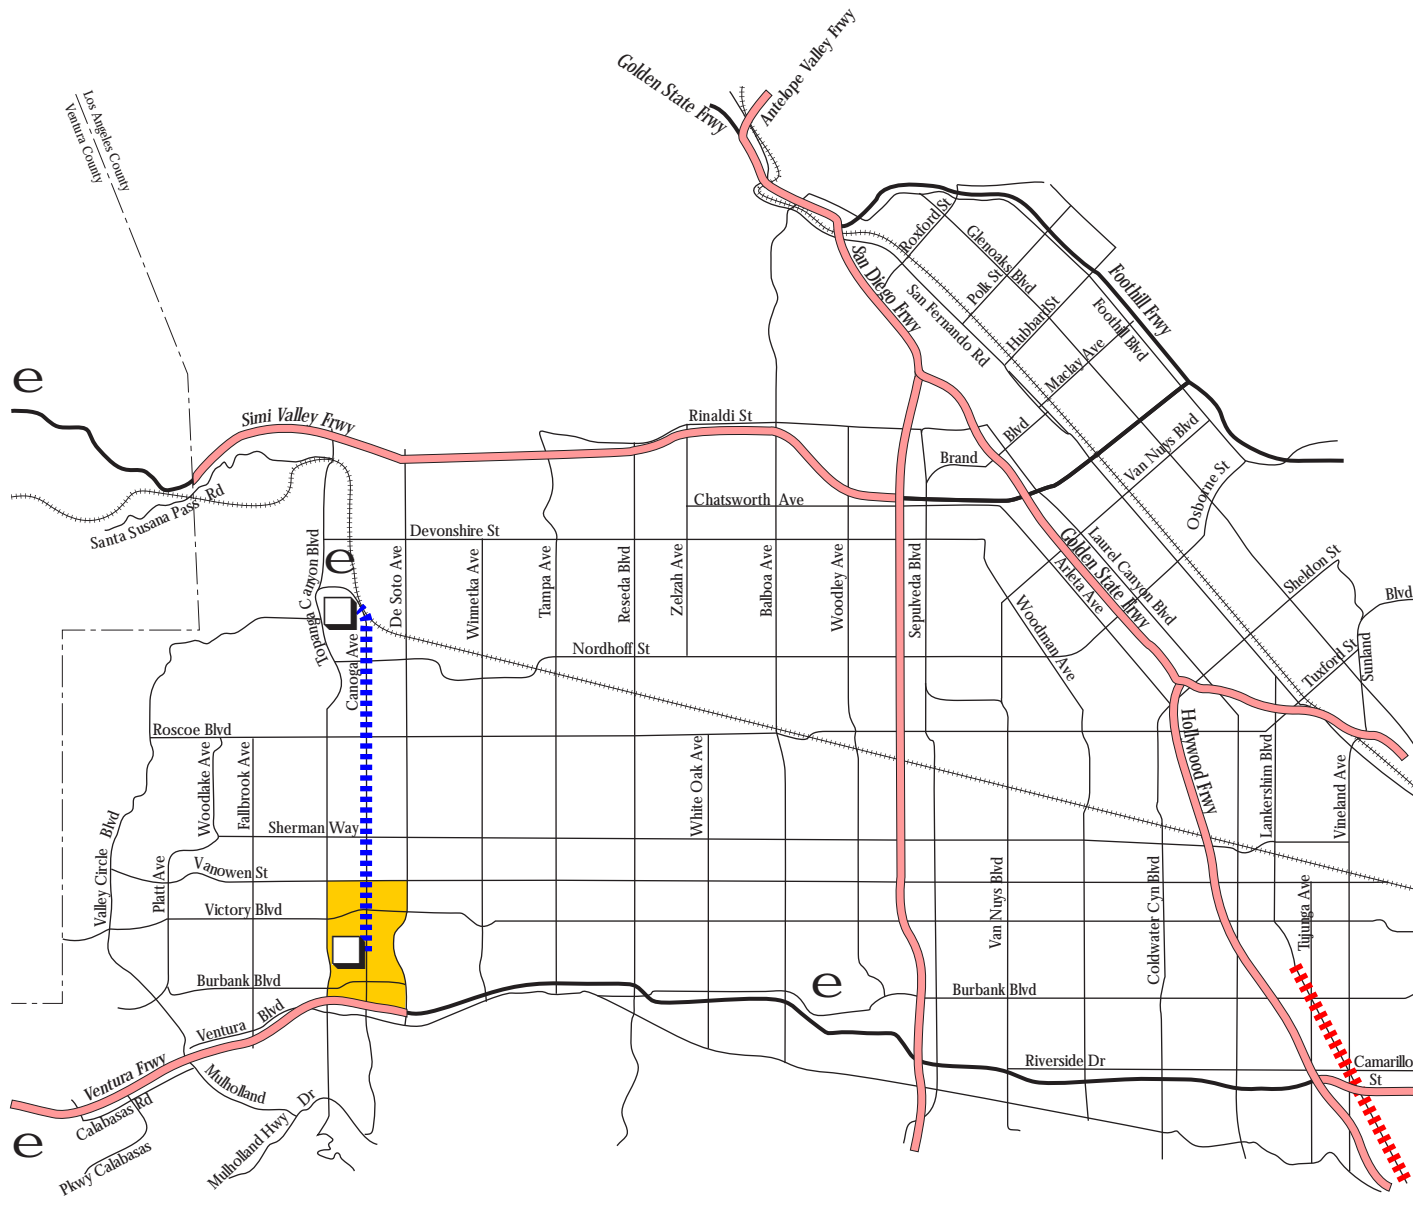 Golden State Frwy
Antelope Valley Frwy
Los Angeles County
Ventura County
Roxford St
Glenoaks Blvd
Polk St
San Diego Frwy
San Fernando Rd
Hubbard St
Foothill Frwy
Foothill Blvd
Maclay Ave
e
Simi Valley Frwy
Rinaldi St
Brand
Blvd
Van Nuys Blvd
Osborne St
Santa Susana Pass Rd
Chatsworth Ave
Devonshire St
e
Topanga Canyon Blvd
De Soto Ave
Winnetka Ave
Tampa Ave
Reseda Blvd
Zelzah Ave
Balboa Ave
Woodley Ave
Sepulveda Blvd
Golden State Frwy
Laurel Canyon Blvd
Arleta Ave
Woodman Ave
Sheldon St
Blvd
Sunland
Tuxford St
Canoga Ave
Nordhoff St
Roscoe Blvd
Woodlake Ave
Fallbrook Ave
White Oak Ave
Hollywood Frwy
Lankershim Blvd
Vineland Ave
Sherman Way
Valley Circle Blvd
Platt Ave
Vanowen St
Victory Blvd
Van Nuys Blvd
Coldwater Cyn Blvd
Tujunga Ave
Burbank Blvd
e
Burbank Blvd
Ventura Blvd
Riverside Dr
Camarillo
St
Ventura Frwy
Calabasas Rd
Mulholland Dr
e
Mulholland Hwy
Pkwy Calabasas